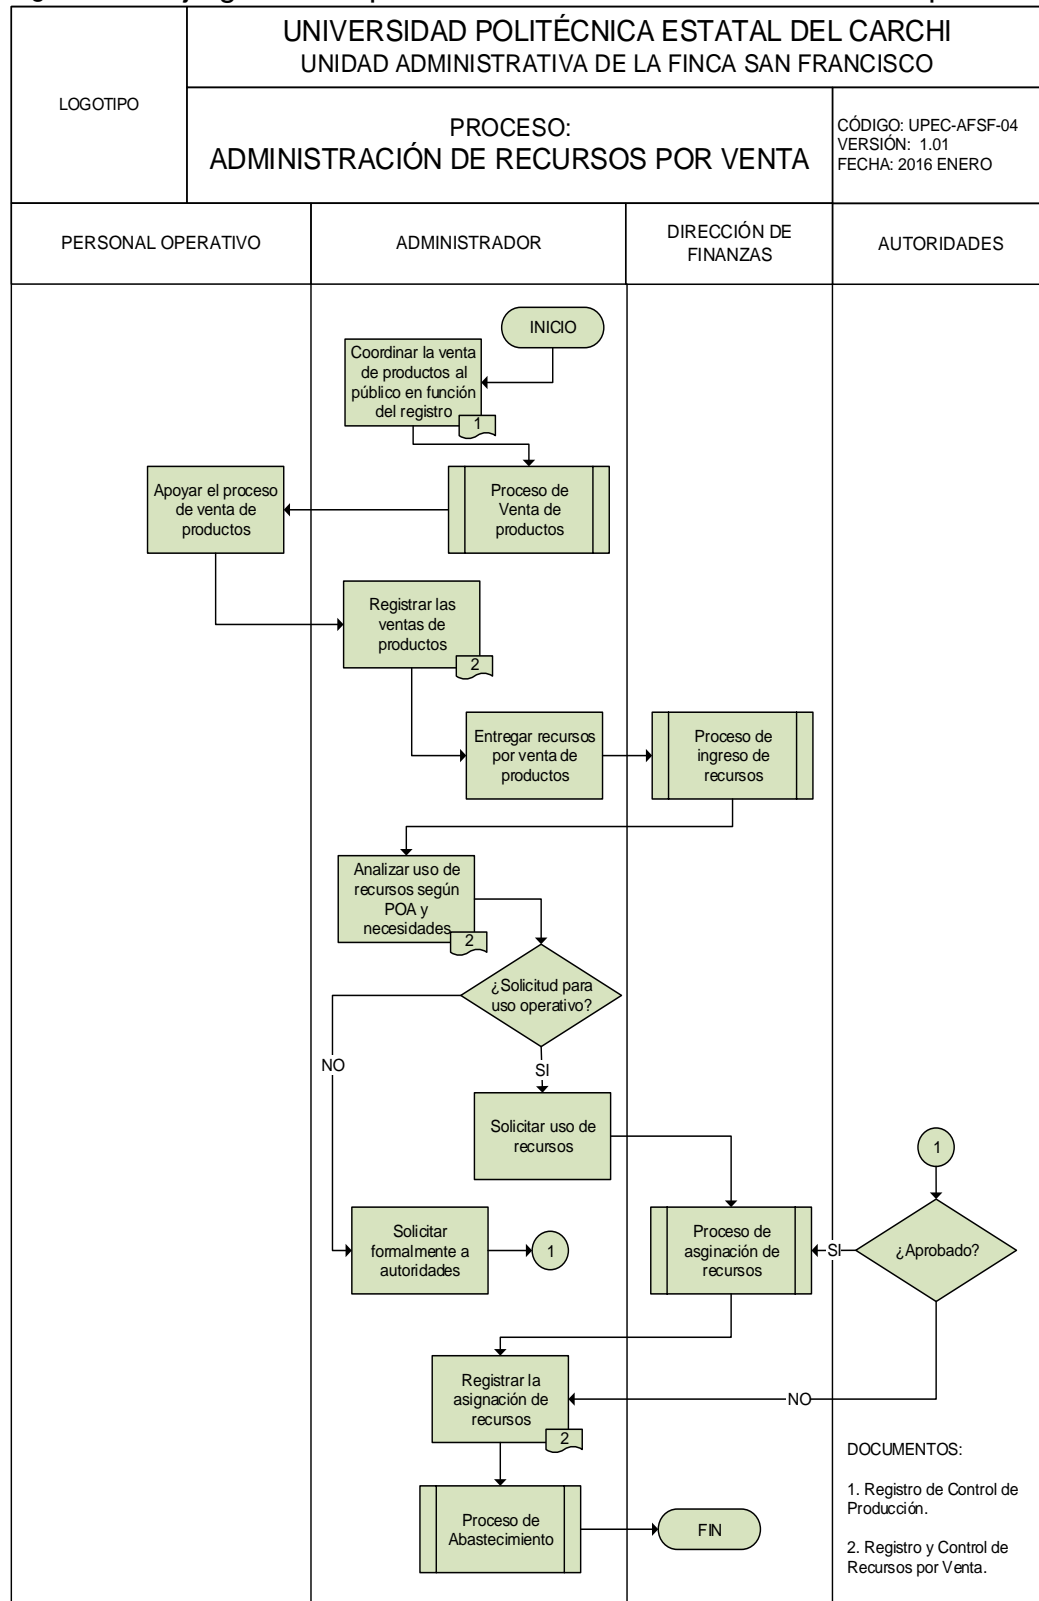 UNIVERSIDAD POLITÉCNICA ESTATAL DEL CARCHI
UNIDAD ADMINISTRATIVA DE LA FINCA SAN FRANCISCO
LOGOTIPO
PROCESO:
ADMINISTRACIÓN DE RECURSOS POR VENTA
CÓDIGO: UPEC-AFSF-04
VERSIÓN: 1.01
FECHA: 2016 ENERO
PERSONAL OPERATIVO
ADMINISTRADOR
DIRECCIÓN DE
FINANZAS
AUTORIDADES
INICIO
Coordinar la venta
de productos al
público en función
del registro
1
Proceso de
Venta de
productos
Apoyar el proceso
de venta de
productos
Registrar las
ventas de
productos
2
Entregar recursos
por venta de
productos
Proceso de
ingreso de
recursos
Analizar uso de
recursos según
POA y
necesidades
2
¿Solicitud para
uso operativo?
NO
SI
Solicitar uso de
recursos
1
Solicitar
formalmente a
autoridades
1
Proceso de
asginación de
recursos
SI
¿Aprobado?
Registrar la
asignación de
recursos
2
NO
Proceso de
Abastecimiento
FIN
DOCUMENTOS:
1. Registro de Control de
Producción.
2. Registro y Control de
Recursos por Venta.